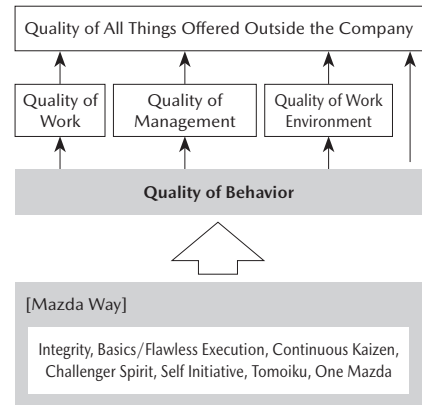 Quality of All Things Offered Outside the Company
Quality of
Work
Quality of
Management
Quality of Work
Environment
Quality of Behavior
[Mazda Way]
Integrity, Basics/Flawless Execution, Continuous Kaizen,
Challenger Spirit, Self Initiative, Tomoiku, One Mazda